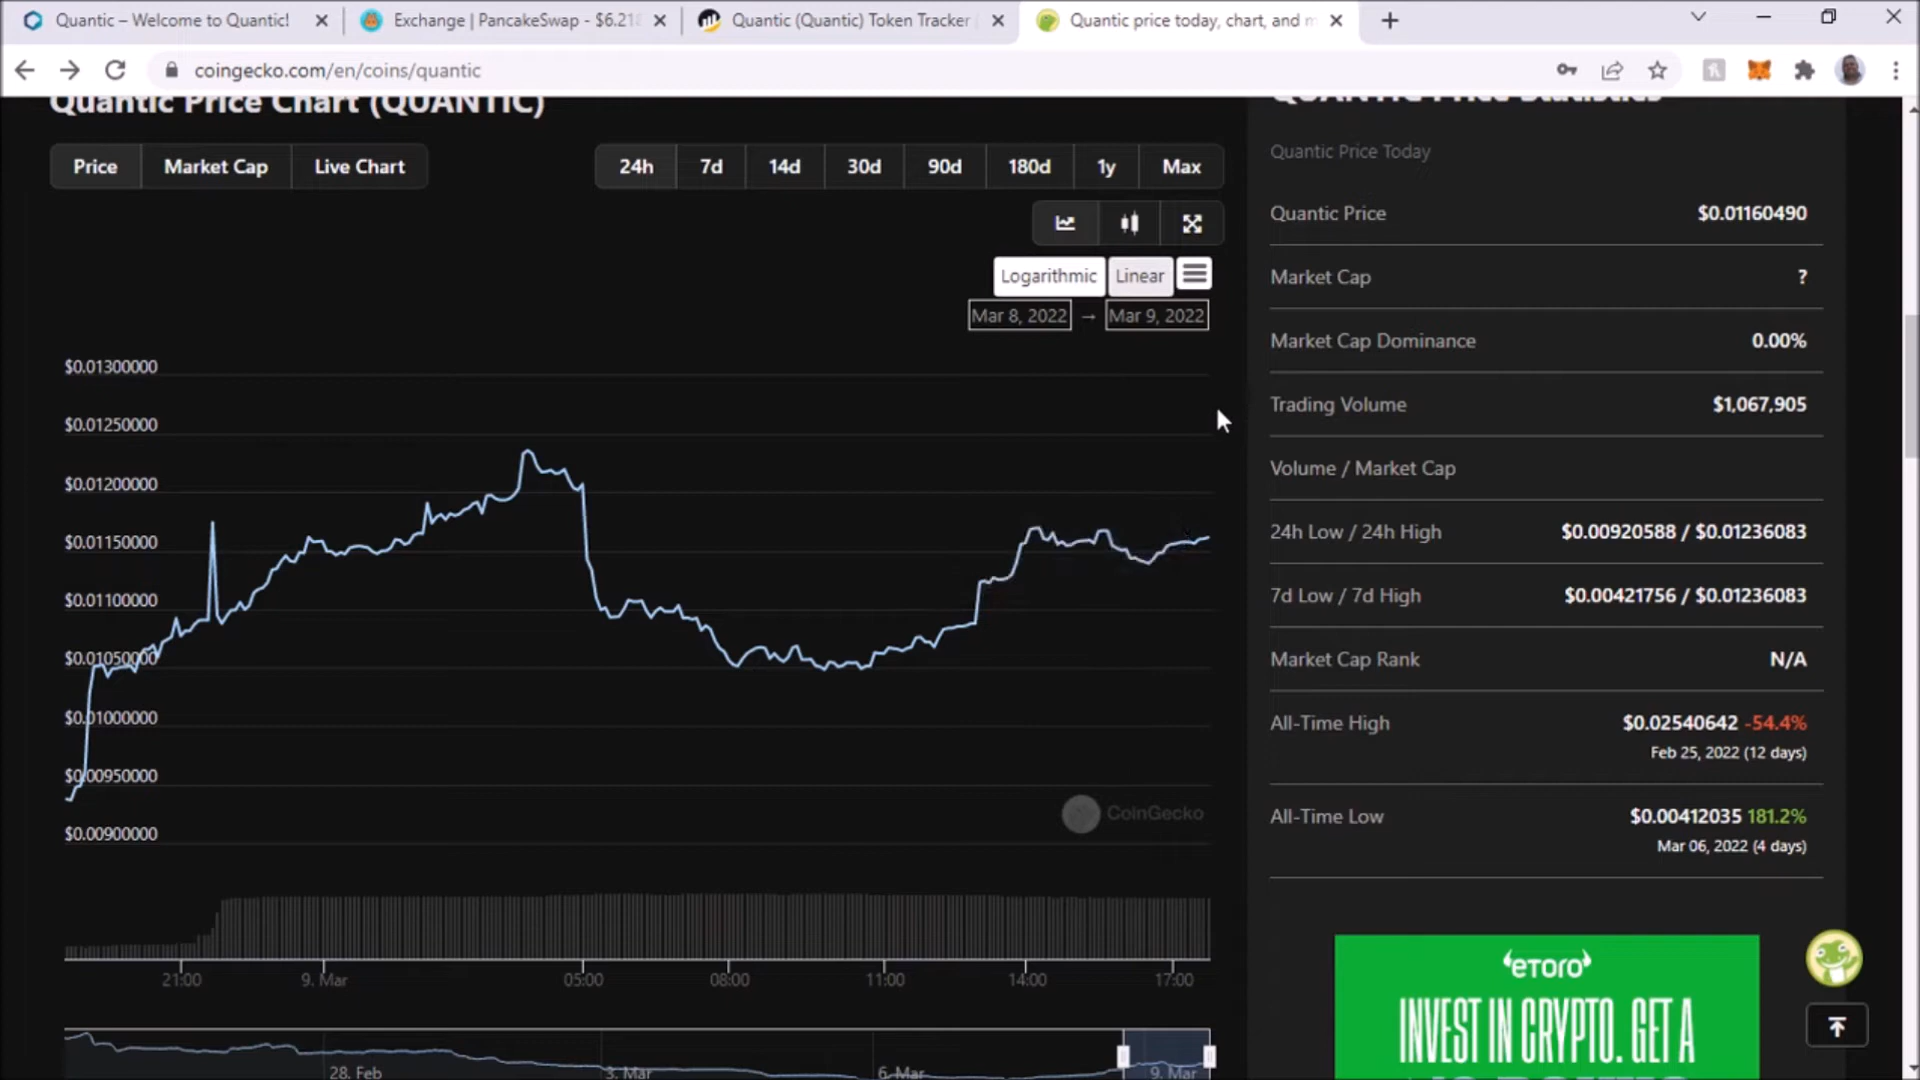 Quantic – Welcome to Quantic!
Exchange | PancakeSwap - $6.218
Quantic (Quantic) Token Tracker
Quantic price today, chart, and m
coingecko.com/en/coins/quantic
Quantic Price Chart (QUANTIC)
Price Market Cap Live Chart
24h 7d 14d 30d 90d 180d 1y Max
Logarithmic Linear
Mar 8, 2022 → Mar 9, 2022
$0.01300000
$0.01250000
$0.01200000
$0.01150000
$0.01100000
$0.01050000
$0.01000000
$0.00950000
$0.00900000
CoinGecko
21:00 9. Mar 05:00 08:00 11:00 14:00 17:00
28. Feb 3. Mar 6. Mar 9. Mar
QUANTIC Price Statistics
Quantic Price Today
Quantic Price $0.01160490
Market Cap ?
Market Cap Dominance 0.00%
Trading Volume $1,067,905
Volume / Market Cap
24h Low / 24h High $0.00920588 / $0.01236083
7d Low / 7d High $0.00421756 / $0.01236083
Market Cap Rank N/A
All-Time High $0.02540642 -54.4%
Feb 25, 2022 (12 days)
All-Time Low $0.00412035 181.2%
Mar 06, 2022 (4 days)
eTORO
INVEST IN CRYPTO. GET A